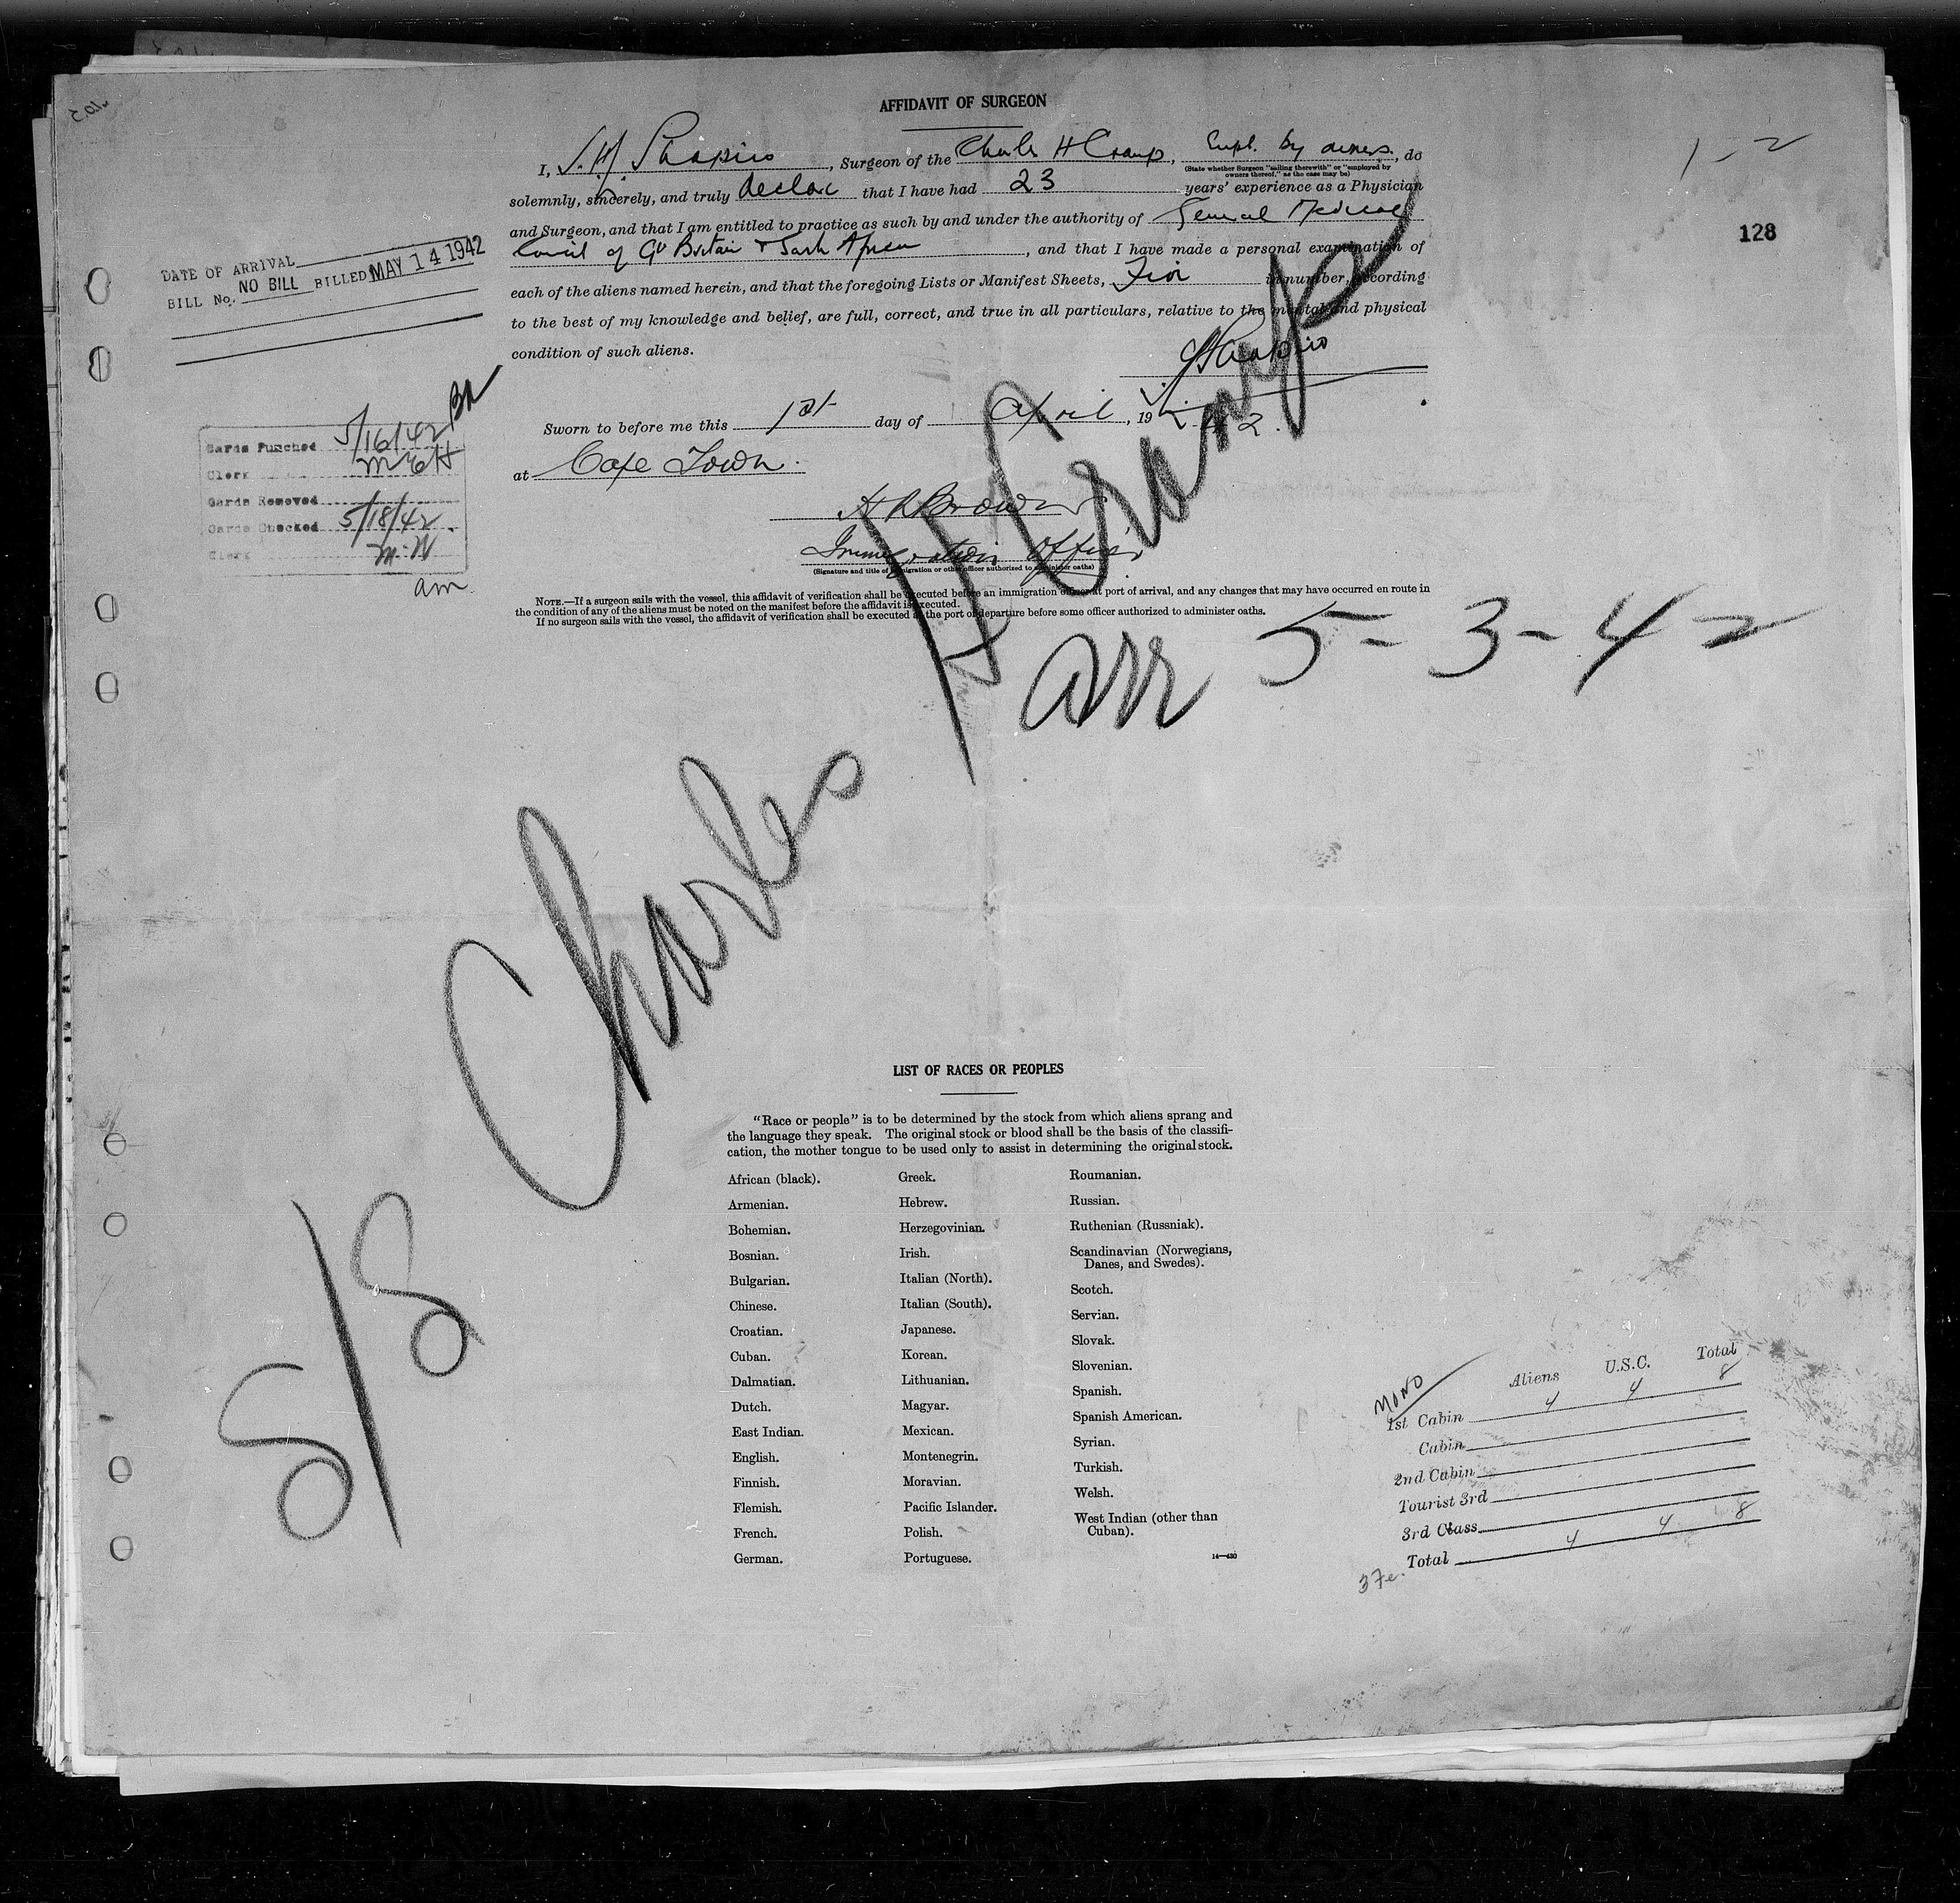 AFFIDAVIT OF SURGEON
I, Shapiro, Surgeon of the Charles H Cramp, Empl. by owners., do
(State whether Surgeon "sailing therewith" or "employed by
owners thereof," as the case may be)
solemnly, sincerely, and truly declare that I have had 23 years' experience as a Physician
and Surgeon, and that I am entitled to practice as such by and under the authority of General Medical
Council of Gt Britain & South Africa, and that I have made a personal examination of
each of the aliens named herein, and that the foregoing Lists or Manifest Sheets, in number, according
to the best of my knowledge and belief, are full, correct, and true in all particulars, relative to the mental and physical
condition of such aliens.
Shapiro
Sworn to before me this 1st day of April, 1942.
at Cape Town.
Brown
Immigration Officer
(Signature and title of immigration or other officer authorized to administer oaths)
NOTE.—If a surgeon sails with the vessel, this affidavit of verification shall be executed before an immigration officer at port of arrival, and any changes that may have occurred en route in
the condition of any of the aliens must be noted on the manifest before the affidavit is executed.
If no surgeon sails with the vessel, the affidavit of verification shall be executed at the port of departure before some officer authorized to administer oaths.
1-2
128
DATE OF ARRIVAL
BILL No. NO BILL BILLED MAY 14 1942
Cards Punched 5/16/42
Clerk
Cards Removed
Cards Checked 5/18/42
Clerk M.W
am.
S/S Charles H Cramp
arr 5-3-42
LIST OF RACES OR PEOPLES
"Race or people" is to be determined by the stock from which aliens sprang and
the language they speak. The original stock or blood shall be the basis of the classifi-
cation, the mother tongue to be used only to assist in determining the original stock.
African (black).
Armenian.
Bohemian.
Bosnian.
Bulgarian.
Chinese.
Croatian.
Cuban.
Dalmatian.
Dutch.
East Indian.
English.
Finnish.
Flemish.
French.
German.
Greek.
Hebrew.
Herzegovinian.
Irish.
Italian (North).
Italian (South).
Japanese.
Korean.
Lithuanian.
Magyar.
Mexican.
Montenegrin.
Moravian.
Pacific Islander.
Polish.
Portuguese.
Roumanian.
Russian.
Ruthenian (Russniak).
Scandinavian (Norwegians,
Danes, and Swedes).
Scotch.
Servian.
Slovak.
Slovenian.
Spanish.
Spanish American.
Syrian.
Turkish.
Welsh.
West Indian (other than
Cuban).
14—430
MONO
Aliens U.S.C. Total
1st Cabin 4 4 8
Cabin
2nd Cabin
Tourist 3rd
3rd Class
Total 4 4 8